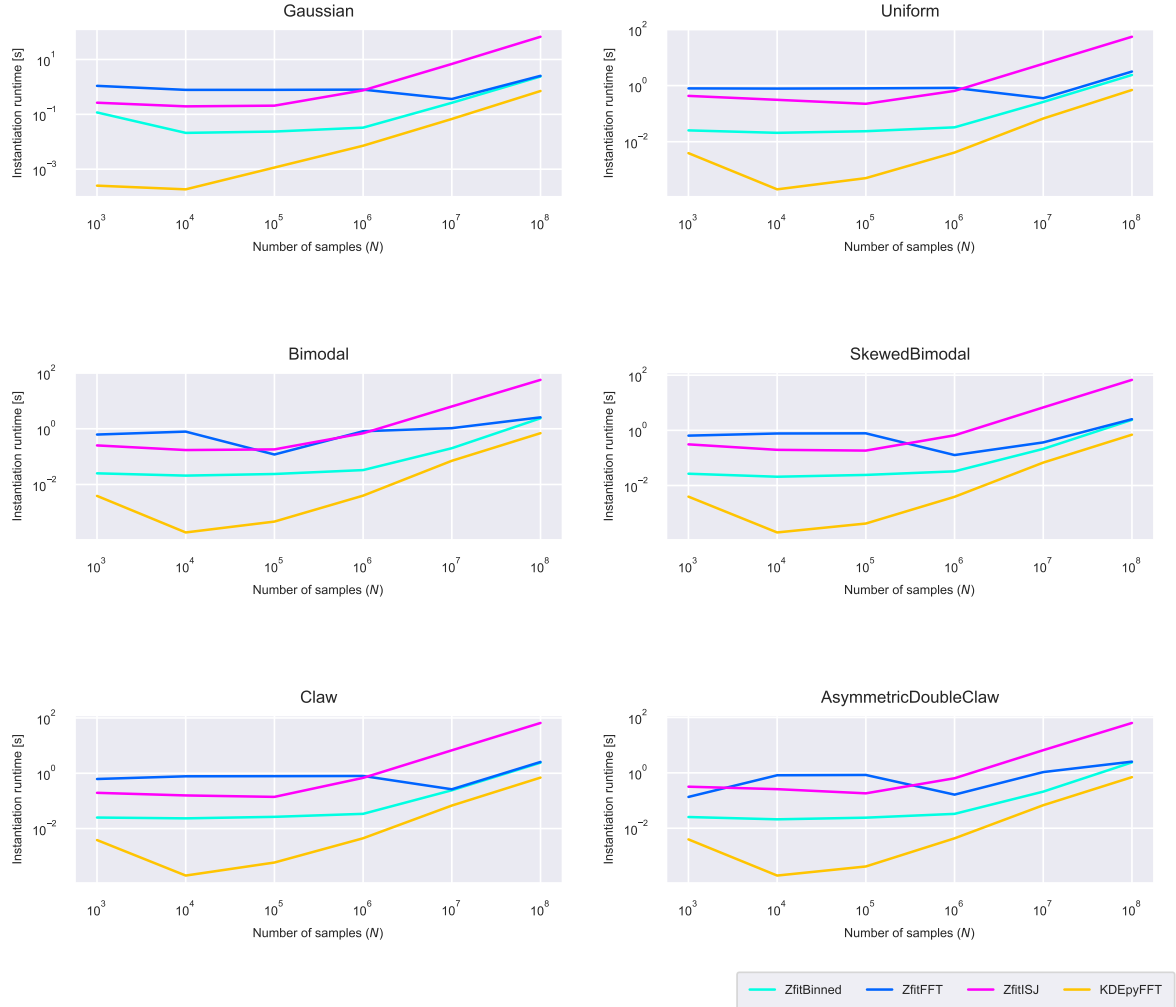 Gaussian
Instantiation runtime [s]
10^1
10^−1
10^−3
10^3 10^4 10^5 10^6 10^7 10^8
Number of samples (N)
Uniform
Instantiation runtime [s]
10^2
10^0
10^−2
10^3 10^4 10^5 10^6 10^7 10^8
Number of samples (N)
Bimodal
Instantiation runtime [s]
10^2
10^0
10^−2
10^3 10^4 10^5 10^6 10^7 10^8
Number of samples (N)
SkewedBimodal
Instantiation runtime [s]
10^2
10^0
10^−2
10^3 10^4 10^5 10^6 10^7 10^8
Number of samples (N)
Claw
Instantiation runtime [s]
10^2
10^0
10^−2
10^3 10^4 10^5 10^6 10^7 10^8
Number of samples (N)
AsymmetricDoubleClaw
Instantiation runtime [s]
10^2
10^0
10^−2
10^3 10^4 10^5 10^6 10^7 10^8
Number of samples (N)
ZfitBinned ZfitFFT ZfitISJ KDEpyFFT